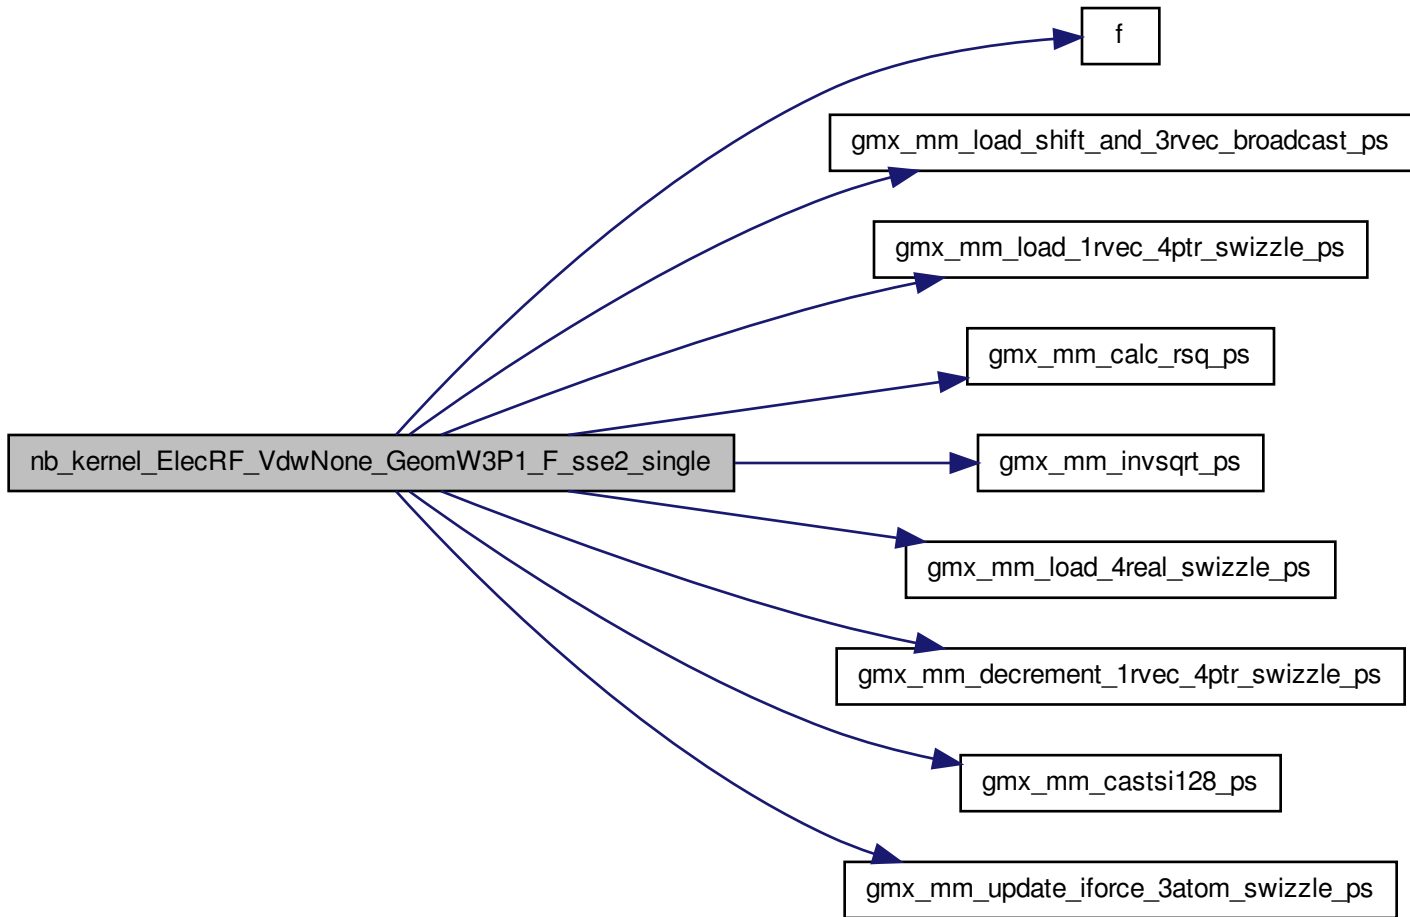 f
gmx_mm_load_shift_and_3rvec_broadcast_ps
gmx_mm_load_1rvec_4ptr_swizzle_ps
gmx_mm_calc_rsq_ps
nb_kernel_ElecRF_VdwNone_GeomW3P1_F_sse2_single
gmx_mm_invsqrt_ps
gmx_mm_load_4real_swizzle_ps
gmx_mm_decrement_1rvec_4ptr_swizzle_ps
gmx_mm_castsi128_ps
gmx_mm_update_iforce_3atom_swizzle_ps